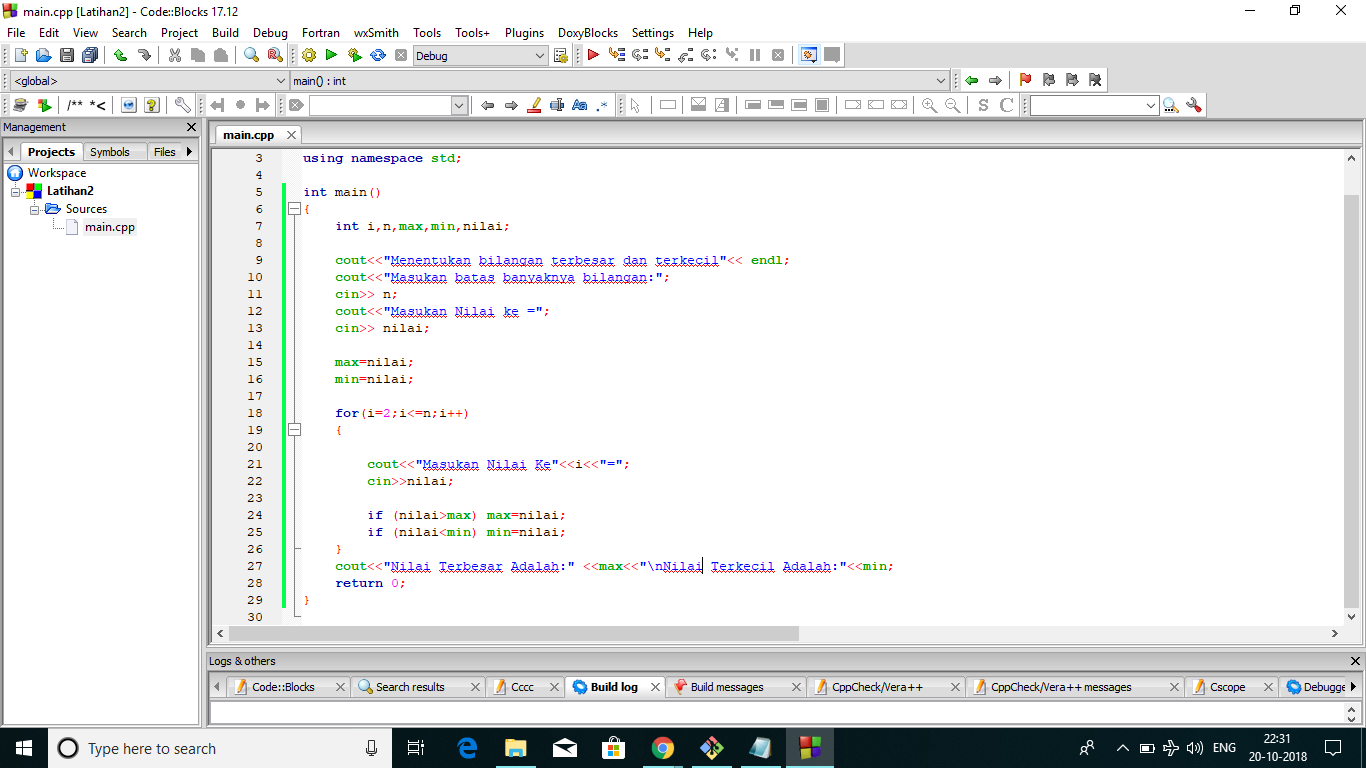 main.cpp [Latihan2] - Code::Blocks 17.12
File Edit View Search Project Build Debug Fortran wxSmith Tools Tools+ Plugins DoxyBlocks Settings Help
Debug
<global> main() : int
/** *<
Aa .*
S C
Management
Projects Symbols Files
Workspace
Latihan2
Sources
main.cpp
main.cpp
3 using namespace std;
4
5 int main()
6 {
7 int i,n,max,min,nilai;
8
9 cout<<"Menentukan bilangan terbesar dan terkecil"<< endl;
10 cout<<"Masukan batas banyaknya bilangan:";
11 cin>> n;
12 cout<<"Masukan Nilai ke =";
13 cin>> nilai;
14
15 max=nilai;
16 min=nilai;
17
18 for(i=2;i<=n;i++)
19 {
20
21 cout<<"Masukan Nilai Ke"<<i<<"=";
22 cin>>nilai;
23
24 if (nilai>max) max=nilai;
25 if (nilai<min) min=nilai;
26 }
27 cout<<"Nilai Terbesar Adalah:" <<max<<"\nNilai Terkecil Adalah:"<<min;
28 return 0;
29 }
30
Logs & others
Code::Blocks Search results Cccc Build log Build messages CppCheck/Vera++ CppCheck/Vera++ messages Cscope Debugge
Type here to search
ENG
22:31
20-10-2018